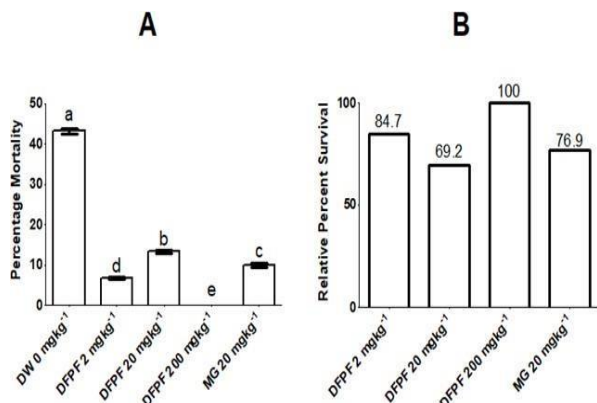 A
Percentage Mortality
50
40
30
20
10
0
a
d
b
e
c
DW 0 mgkg⁻¹
DFPF 2 mgkg⁻¹
DFPF 20 mgkg⁻¹
DFPF 200 mgkg⁻¹
MG 20 mgkg⁻¹
B
Relative Percent Survival
100
50
0
84.7
69.2
100
76.9
DFPF 2 mgkg⁻¹
DFPF 20 mgkg⁻¹
DFPF 200 mgkg⁻¹
MG 20 mgkg⁻¹